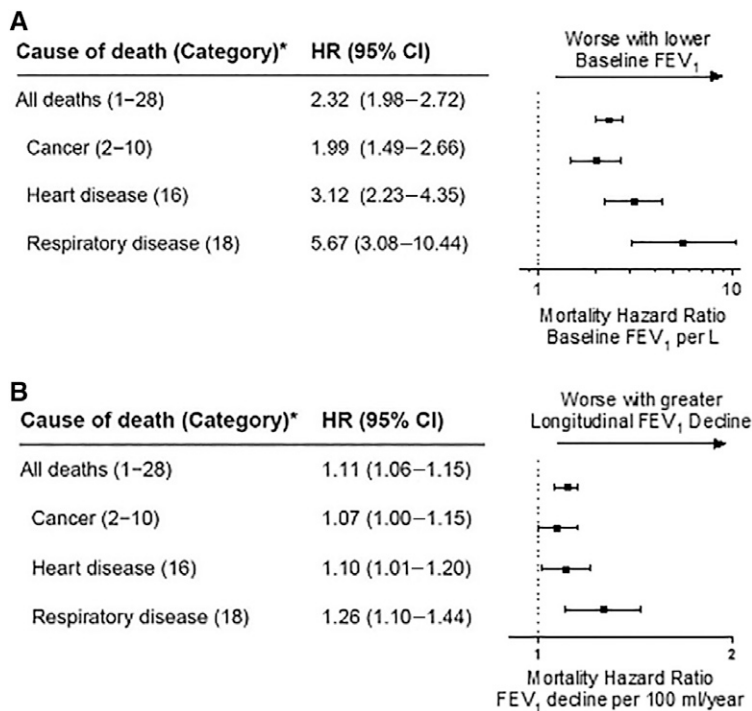 A
Cause of death (Category)* HR (95% CI)
Worse with lower
Baseline FEV1
All deaths (1–28) 2.32 (1.98–2.72)
Cancer (2–10) 1.99 (1.49–2.66)
Heart disease (16) 3.12 (2.23–4.35)
Respiratory disease (18) 5.67 (3.08–10.44)
1 10
Mortality Hazard Ratio
Baseline FEV1 per L
B
Cause of death (Category)* HR (95% CI)
Worse with greater
Longitudinal FEV1 Decline
All deaths (1–28) 1.11 (1.06–1.15)
Cancer (2–10) 1.07 (1.00–1.15)
Heart disease (16) 1.10 (1.01–1.20)
Respiratory disease (18) 1.26 (1.10–1.44)
1 2
Mortality Hazard Ratio
FEV1 decline per 100 ml/year